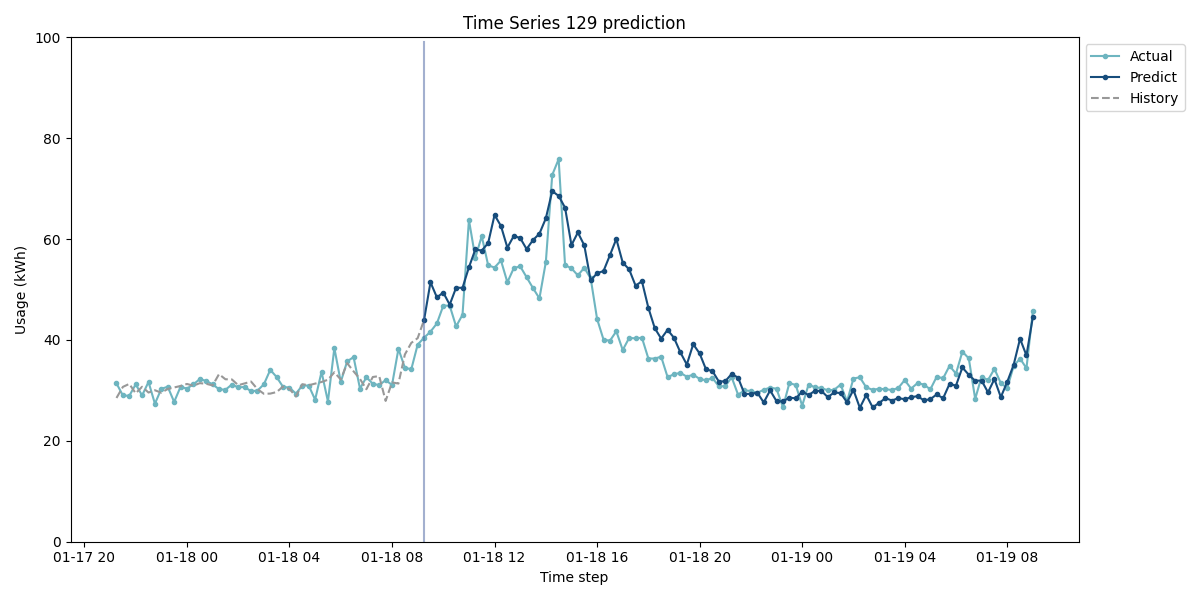 Time Series 129 prediction
Usage (kWh)
100
80
60
40
20
0
01-17 20
01-18 00
01-18 04
01-18 08
01-18 12
01-18 16
01-18 20
01-19 00
01-19 04
01-19 08
Time step
Actual
Predict
History